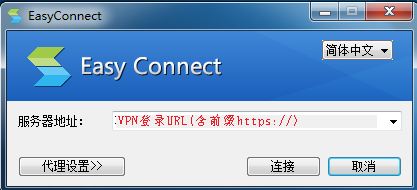 EasyConnect
简体中文
Easy Connect
服务器地址:
VPN登录URL(含前缀https://)
代理设置>>
连接
取消